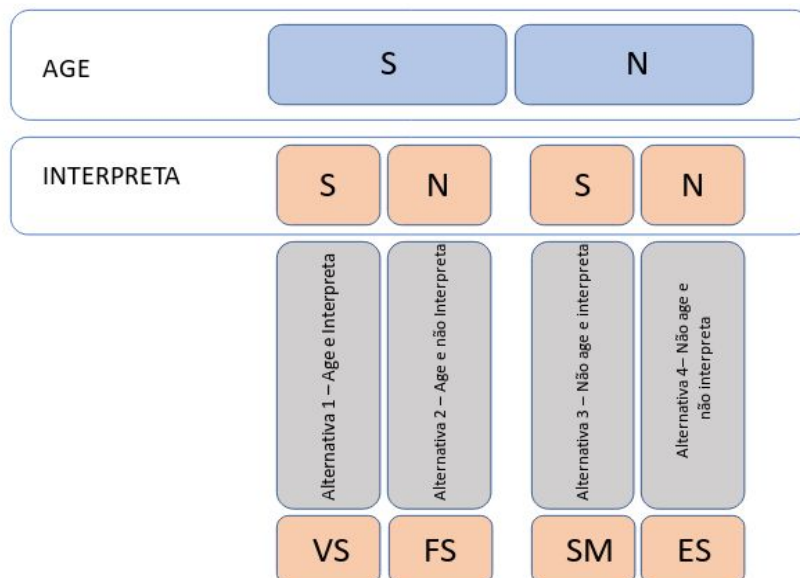 AGE
S
N
INTERPRETA
S
N
S
N
Alternativa 1 – Age e Interpreta
Alternativa 2 – Age e não Interpreta
Alternativa 3 – Não age e interpreta
Alternativa 4 – Não age e
não interpreta
VS
FS
SM
ES